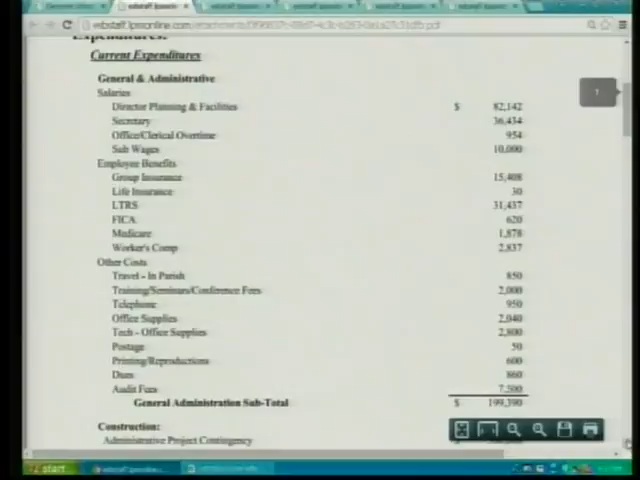 Expenditures:
Current Expenditures
General & Administrative
Salaries
Director Planning & Facilities $ 82,142
Secretary 36,434
Office/Clerical Overtime 954
Sub Wages 10,000
Employee Benefits
Group Insurance 15,408
Life Insurance 30
LTRS 31,437
FICA 620
Medicare 1,878
Worker's Comp 2,837
Other Costs
Travel - In Parish 850
Training/Seminars/Conference Fees 2,000
Telephone 950
Office Supplies 2,040
Tech - Office Supplies 2,800
Postage 50
Printing/Reproductions 600
Dues 860
Audit Fees 7,500
General Administration Sub-Total $ 199,390
Construction:
Administrative Project Contingency
start